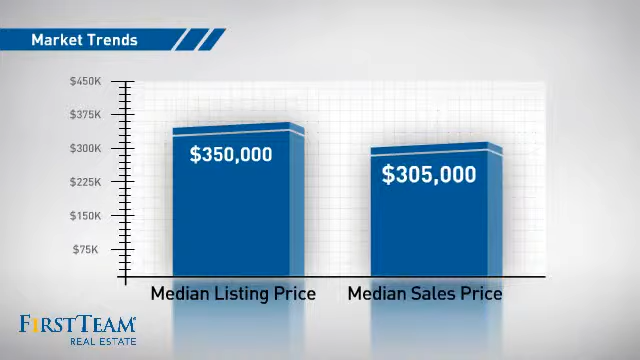 Market Trends
$450K
$375K
$300K
$225K
$150K
$75K
$350,000
$305,000
Median Listing Price
Median Sales Price
FIRSTTEAM®
REAL ESTATE